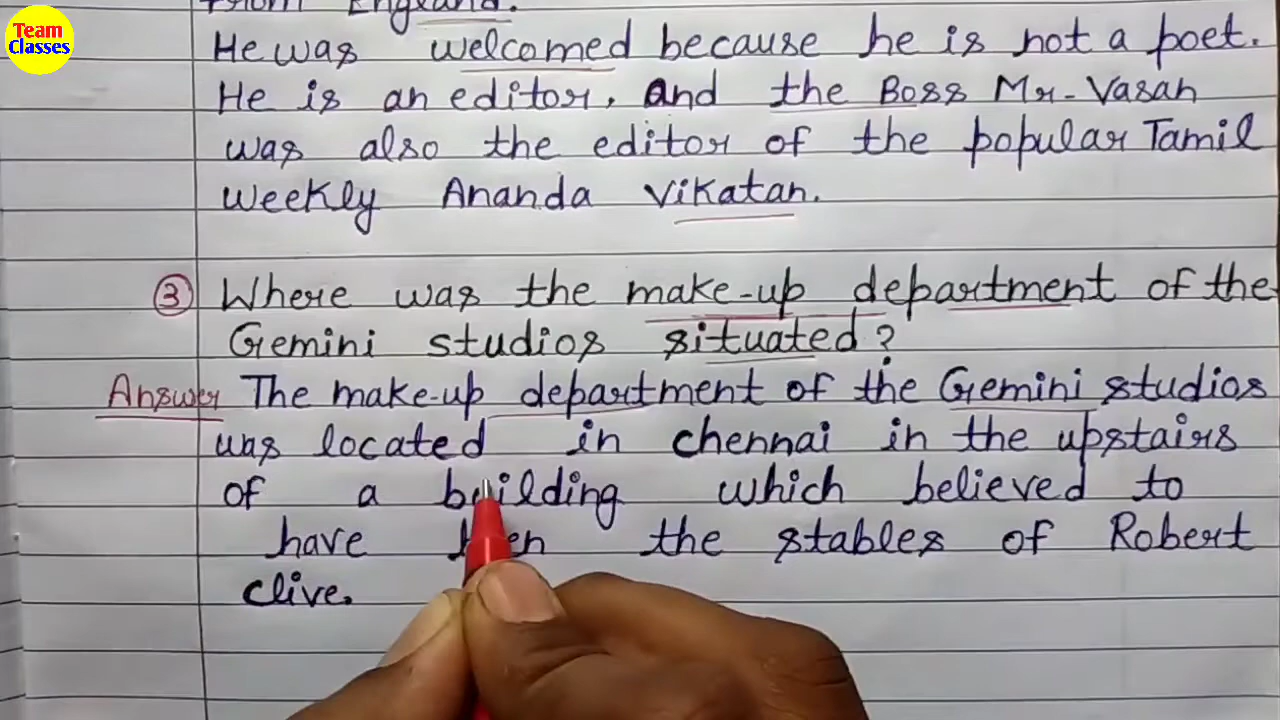 Team
Classes
from England.
He was welcomed because he is not a poet.
He is an editor, and the Boss Mr-Vasan
was also the editor of the popular Tamil
weekly Ananda Vikatan.
3 Where was the make-up department of the
Gemini studios situated?
Answer The make-up department of the Gemini studios
was located in chennai in the upstairs
of a building which believed to
have been the stables of Robert
clive.